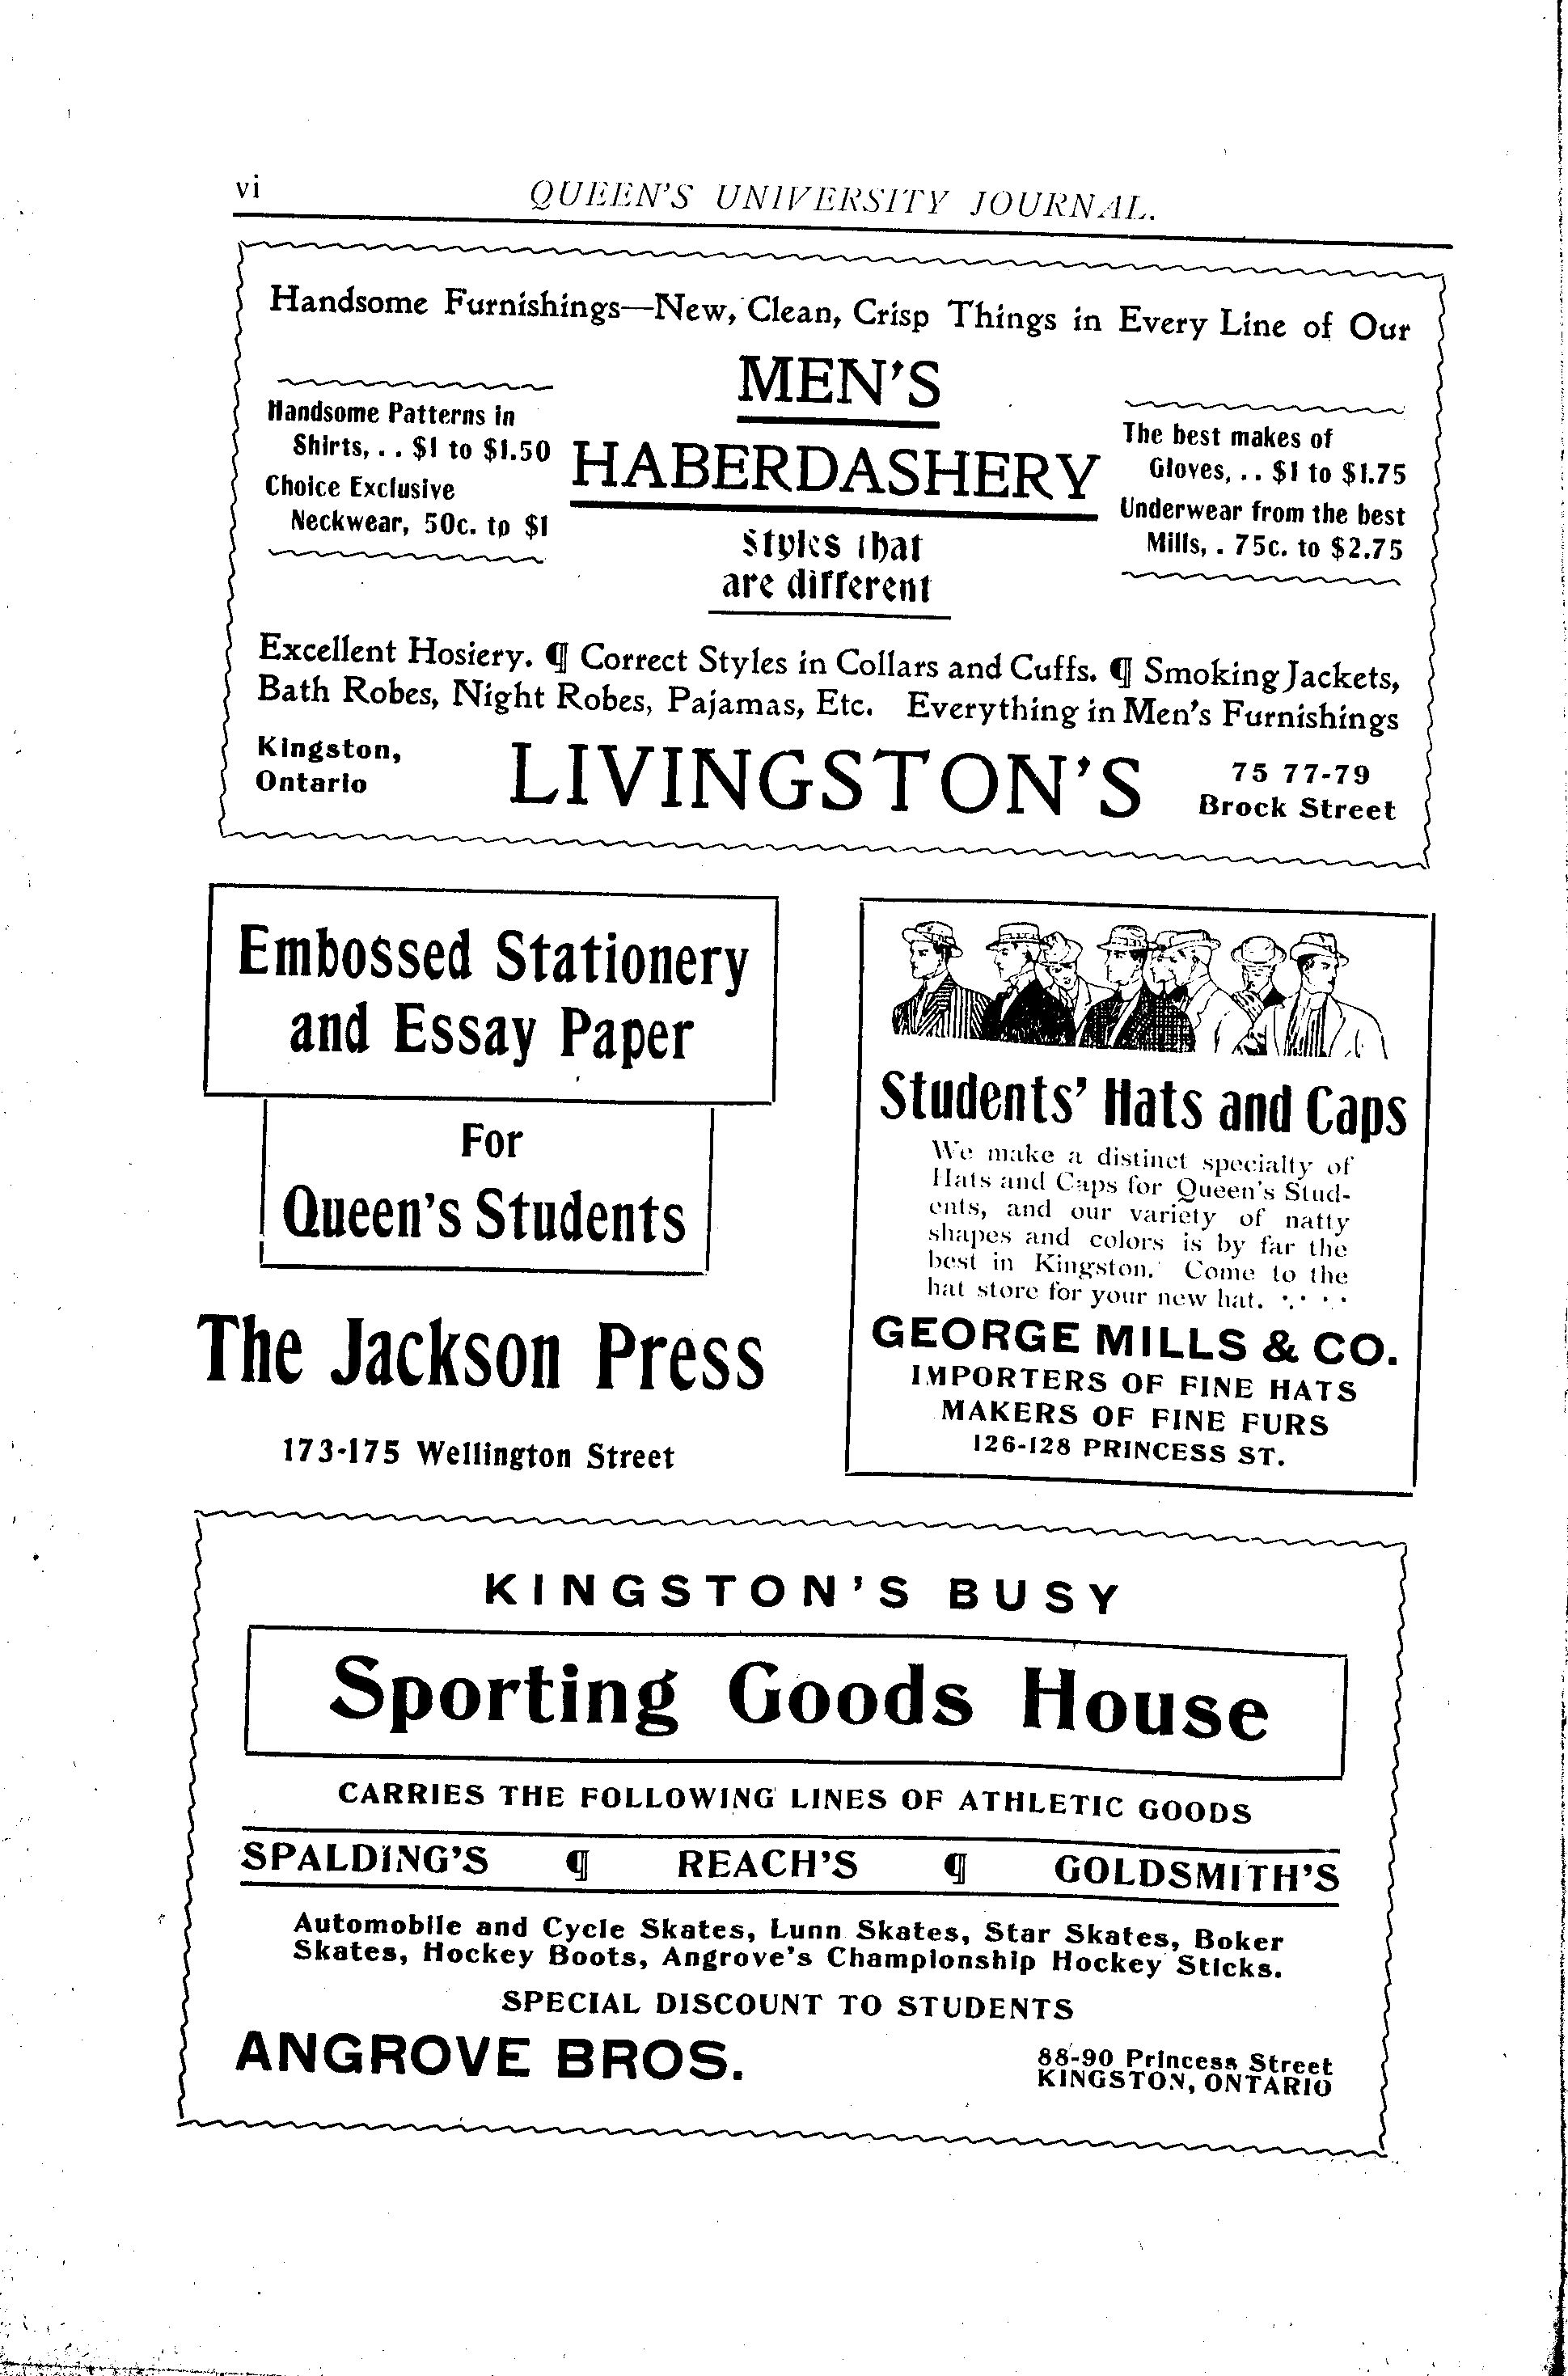 vi QUEEN'S UNIVERSITY JOURNAL.
Handsome Furnishings—New, Clean, Crisp Things in Every Line of Our
MEN'S
HABERDASHERY
Styles that
are different
Handsome Patterns in
Shirts, . . $1 to $1.50
Choice Exclusive
Neckwear, 50c. to $1
The best makes of
Gloves, . . $1 to $1.75
Underwear from the best
Mills, . 75c. to $2.75
Excellent Hosiery. ¶ Correct Styles in Collars and Cuffs. ¶ Smoking Jackets,
Bath Robes, Night Robes, Pajamas, Etc. Everything in Men's Furnishings
Kingston,
Ontario
LIVINGSTON'S
75 77-79
Brock Street
Embossed Stationery
and Essay Paper
For
Queen's Students
The Jackson Press
173-175 Wellington Street
Students' Hats and Caps
We make a distinct specialty of
Hats and Caps for Queen's Stud-
ents, and our variety of natty
shapes and colors is by far the
best in Kingston. Come to the
hat store for your new hat.
GEORGE MILLS & CO.
IMPORTERS OF FINE HATS
MAKERS OF FINE FURS
126-128 PRINCESS ST.
KINGSTON'S BUSY
Sporting Goods House
CARRIES THE FOLLOWING LINES OF ATHLETIC GOODS
SPALDING'S ¶ REACH'S ¶ GOLDSMITH'S
Automobile and Cycle Skates, Lunn Skates, Star Skates, Boker
Skates, Hockey Boots, Angrove's Championship Hockey Sticks.
SPECIAL DISCOUNT TO STUDENTS
ANGROVE BROS.
88-90 Princess Street
KINGSTON, ONTARIO